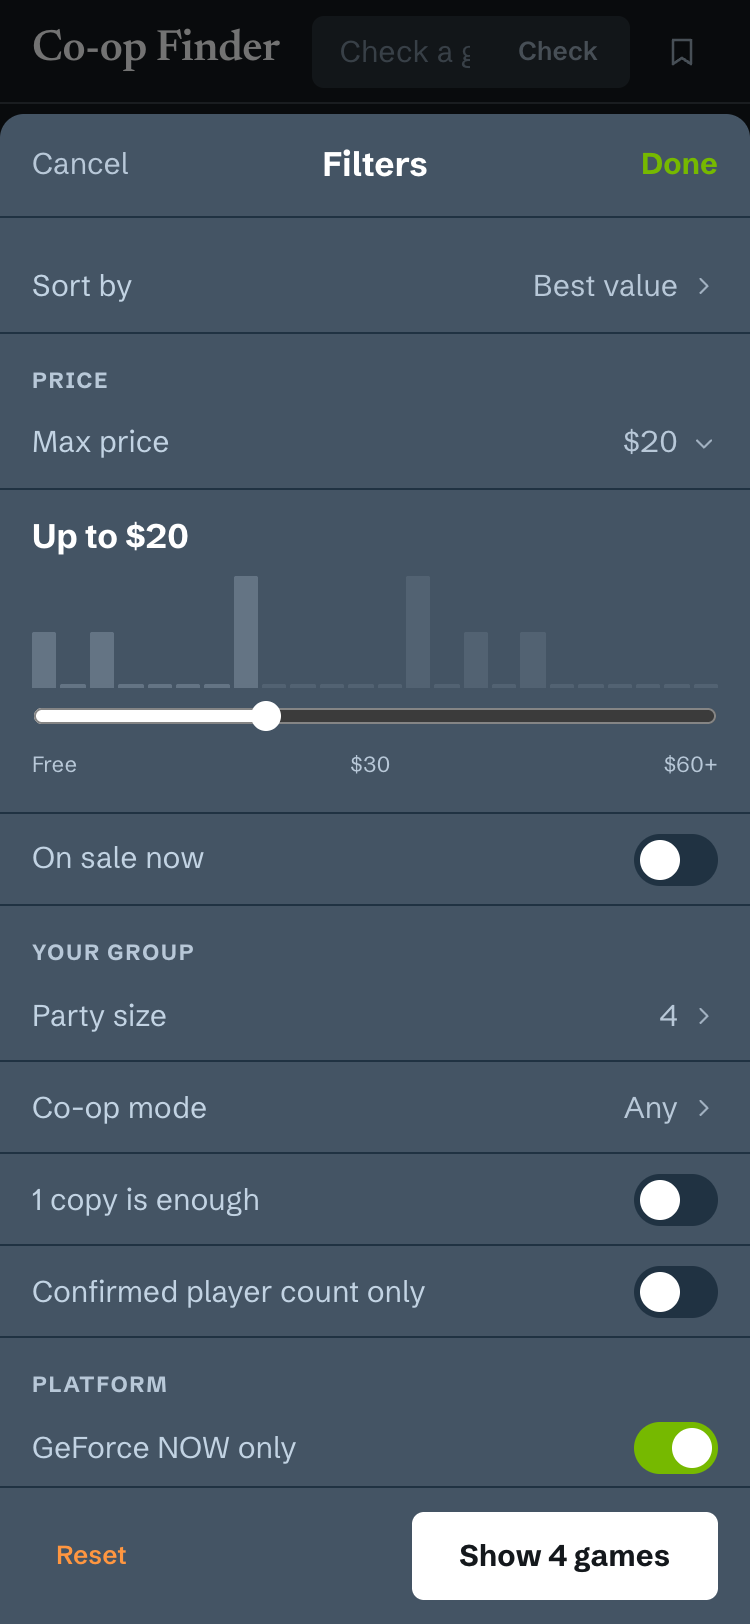 Co-op Finder
Check a
Check
Cancel
Filters
Done
Sort by
Best value
PRICE
Max price
$20
Up to $20
Free
$30
$60+
On sale now
YOUR GROUP
Party size
4
Co-op mode
Any
1 copy is enough
Confirmed player count only
PLATFORM
GeForce NOW only
Reset
Show 4 games